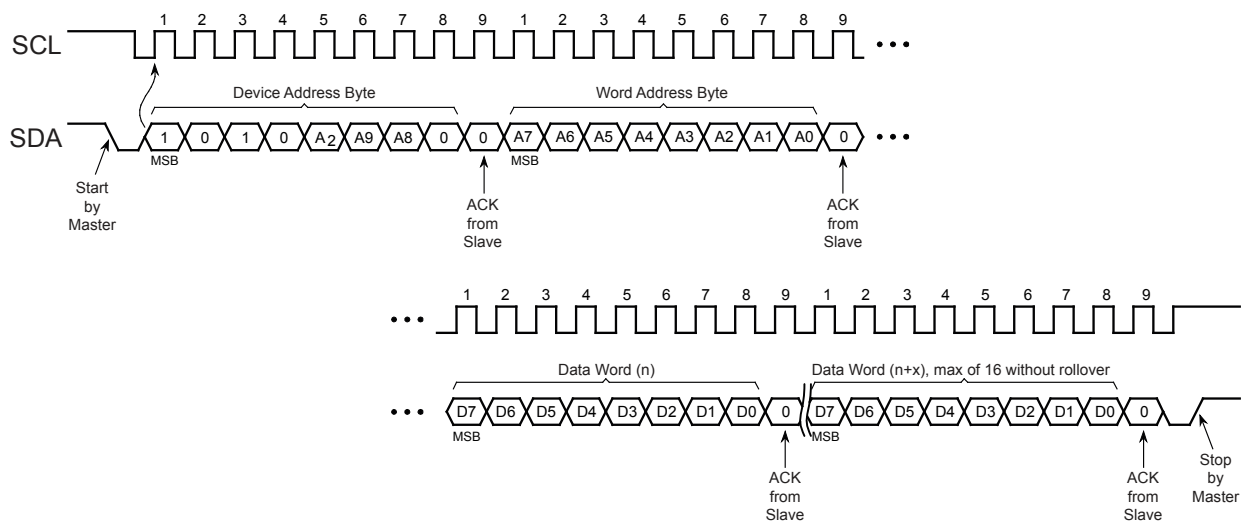 1 2 3 4 5 6 7 8 9 1 2 3 4 5 6 7 8 9
SCL
Device Address Byte Word Address Byte
SDA 1 0 1 0 A2 A9 A8 0 0 A7 A6 A5 A4 A3 A2 A1 A0 0
MSB MSB
Start
by
Master
ACK
from
Slave
ACK
from
Slave
1 2 3 4 5 6 7 8 9 1 2 3 4 5 6 7 8 9
Data Word (n) Data Word (n+x), max of 16 without rollover
D7 D6 D5 D4 D3 D2 D1 D0 0 D7 D6 D5 D4 D3 D2 D1 D0 0
MSB MSB
ACK
from
Slave
ACK
from
Slave
Stop
by
Master